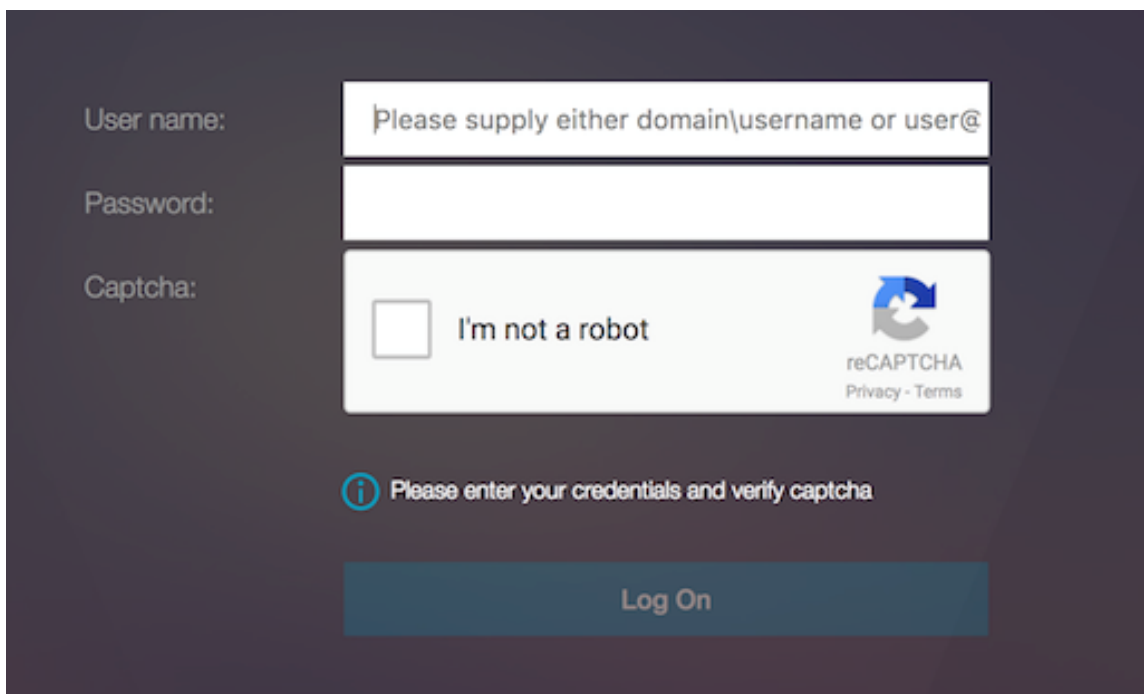 User name:
Please supply either domain\username or user@
Password:
Captcha:
I'm not a robot
reCAPTCHA
Privacy - Terms
Please enter your credentials and verify captcha
Log On